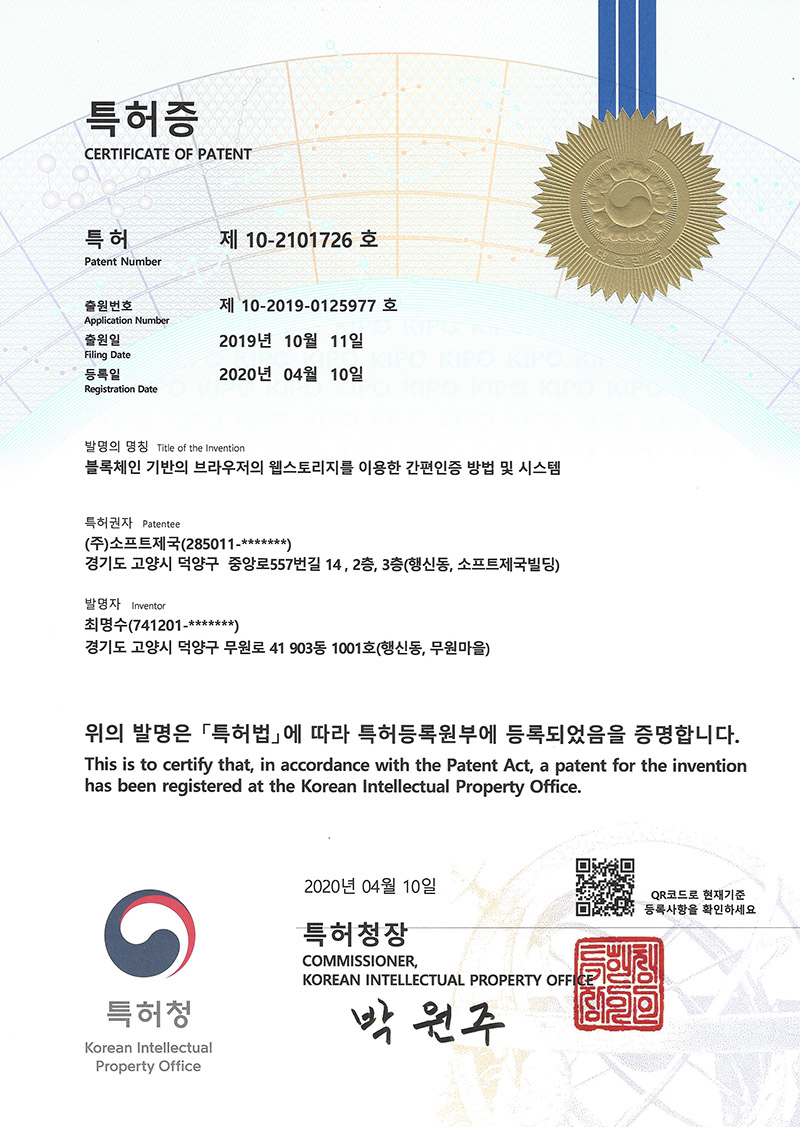 특허증
CERTIFICATE OF PATENT
특 허 제 10-2101726 호
Patent Number
출원번호 제 10-2019-0125977 호
Application Number
출원일 2019년 10월 11일
Filing Date
등록일 2020년 04월 10일
Registration Date
발명의 명칭 Title of the Invention
블록체인 기반의 브라우저의 웹스토리지를 이용한 간편인증 방법 및 시스템
특허권자 Patentee
(주)소프트제국(285011-*******)
경기도 고양시 덕양구 중앙로557번길 14 , 2층, 3층(행신동, 소프트제국빌딩)
발명자 Inventor
최명수(741201-*******)
경기도 고양시 덕양구 무원로 41 903동 1001호(행신동, 무원마을)
위의 발명은 「특허법」에 따라 특허등록원부에 등록되었음을 증명합니다.
This is to certify that, in accordance with the Patent Act, a patent for the invention
has been registered at the Korean Intellectual Property Office.
2020년 04월 10일
QR코드로 현재기준
등록사항을 확인하세요
특허청장
COMMISSIONER,
KOREAN INTELLECTUAL PROPERTY OFFICE
박 원 주
특허청
Korean Intellectual
Property Office